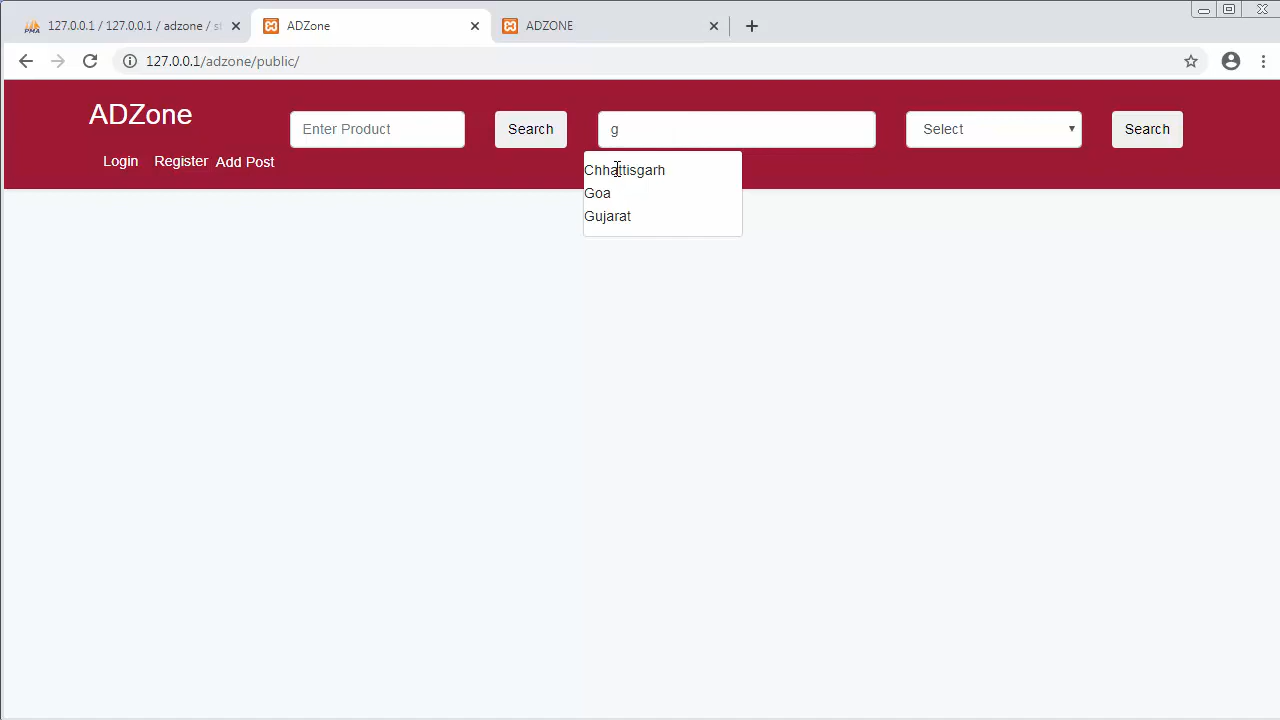 127.0.0.1 / 127.0.0.1 / adzone / s
ADZone
ADZONE
127.0.0.1/adzone/public/
ADZone
Enter Product
Search
g
Select
Search
Login
Register
Add Post
Chhattisgarh
Goa
Gujarat